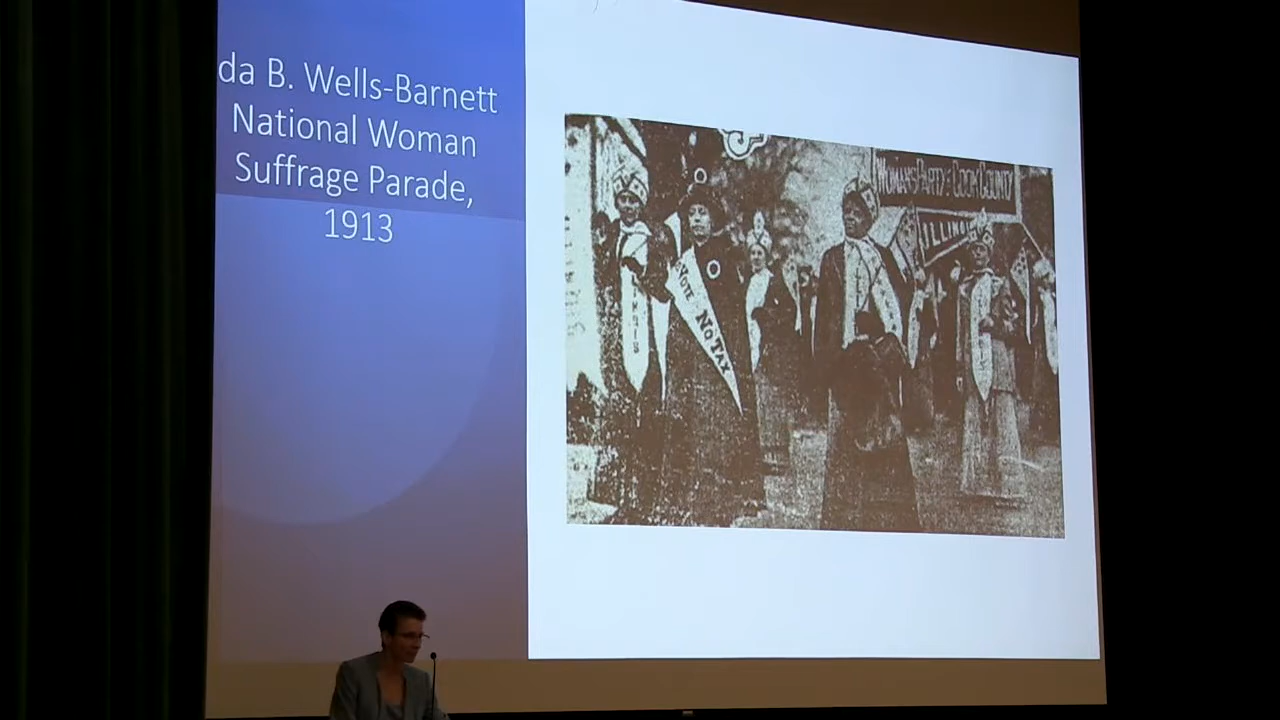 da B. Wells-Barnett
National Woman
Suffrage Parade,
1913
WOMAN'S PARTY COOK COUNTY
ILLINOIS
VOTE NO TAX